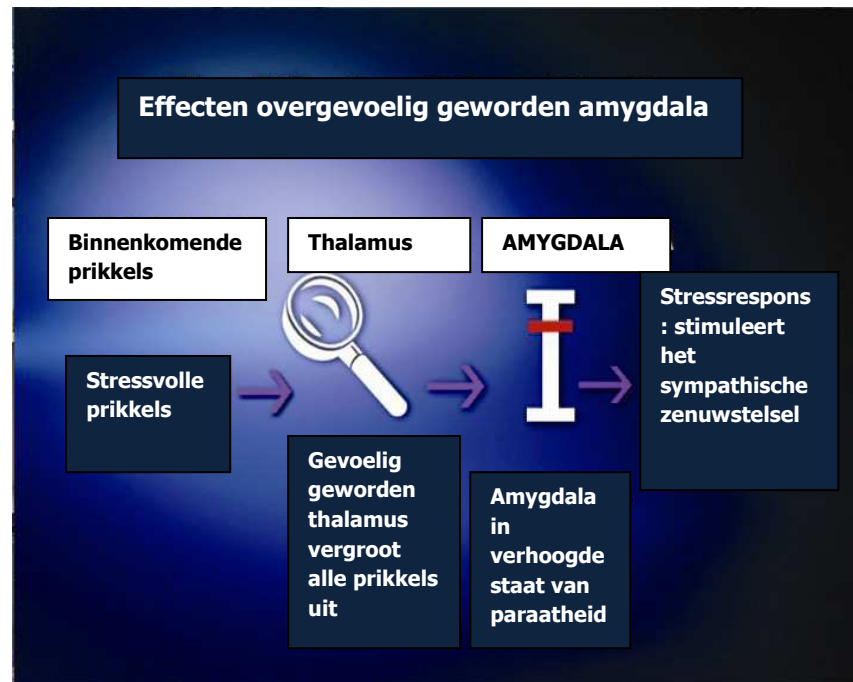 Effecten overgevoelig geworden amygdala
Binnenkomende
prikkels
Thalamus
AMYGDALA
Stressvolle
prikkels
Gevoelig
geworden
thalamus
vergroot
alle prikkels
uit
Amygdala
in
verhoogde
staat van
paraatheid
Stressrespons
: stimuleert
het
sympathische
zenuwstelsel